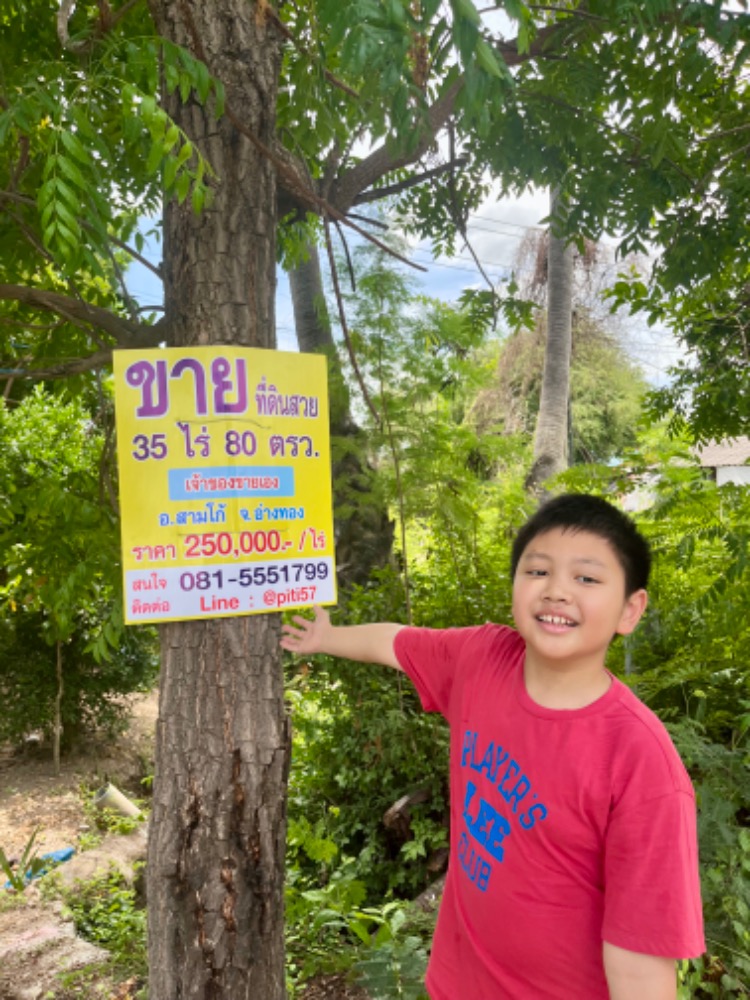 ขาย ที่ดินสวย
35 ไร่ 80 ตรว.
เจ้าของขายเอง
อ.สามโก้ จ.อ่างทอง
ราคา 250,000.-/ไร่
สนใจ 081-5551799
ติดต่อ Line : @piti57
PLAYER'S
LEE
CLUB